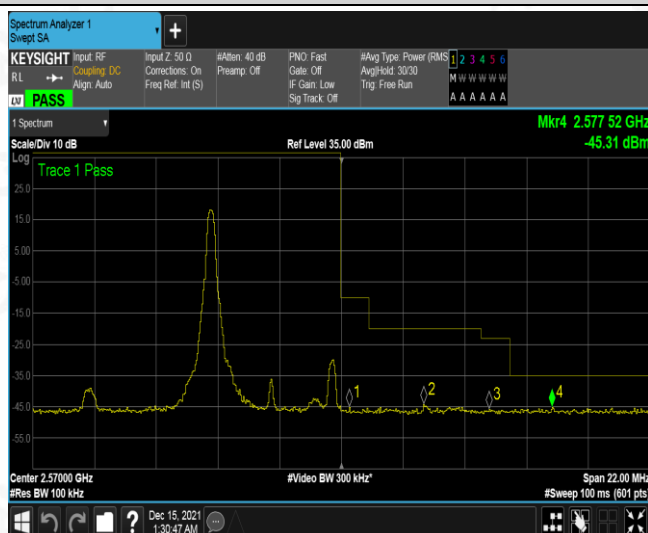 Spectrum Analyzer 1
Swept SA
+
KEYSIGHT Input: RF Input Z: 50 Ω #Atten: 40 dB PNO: Fast #Avg Type: Power (RMS 1 2 3 4 5 6
R L Coupling: DC Corrections: On Preamp: Off Gate: Off Avg|Hold: 30/30 M W W W W W
Align: Auto Freq Ref: Int (S) IF Gain: Low Trig: Free Run
Sig Track: Off A A A A A A
LXI PASS
1 Spectrum Mkr4 2.577 52 GHz
Scale/Div 10 dB Ref Level 35.00 dBm -45.31 dBm
Log
Trace 1 Pass
25.0
15.0
5.00
-5.00
-15.0
-25.0
-35.0
1 2 3 4
-45.0
-55.0
Center 2.57000 GHz #Video BW 300 kHz* Span 22.00 MHz
#Res BW 100 kHz #Sweep 100 ms (601 pts)
? Dec 15, 2021
1:30:47 AM